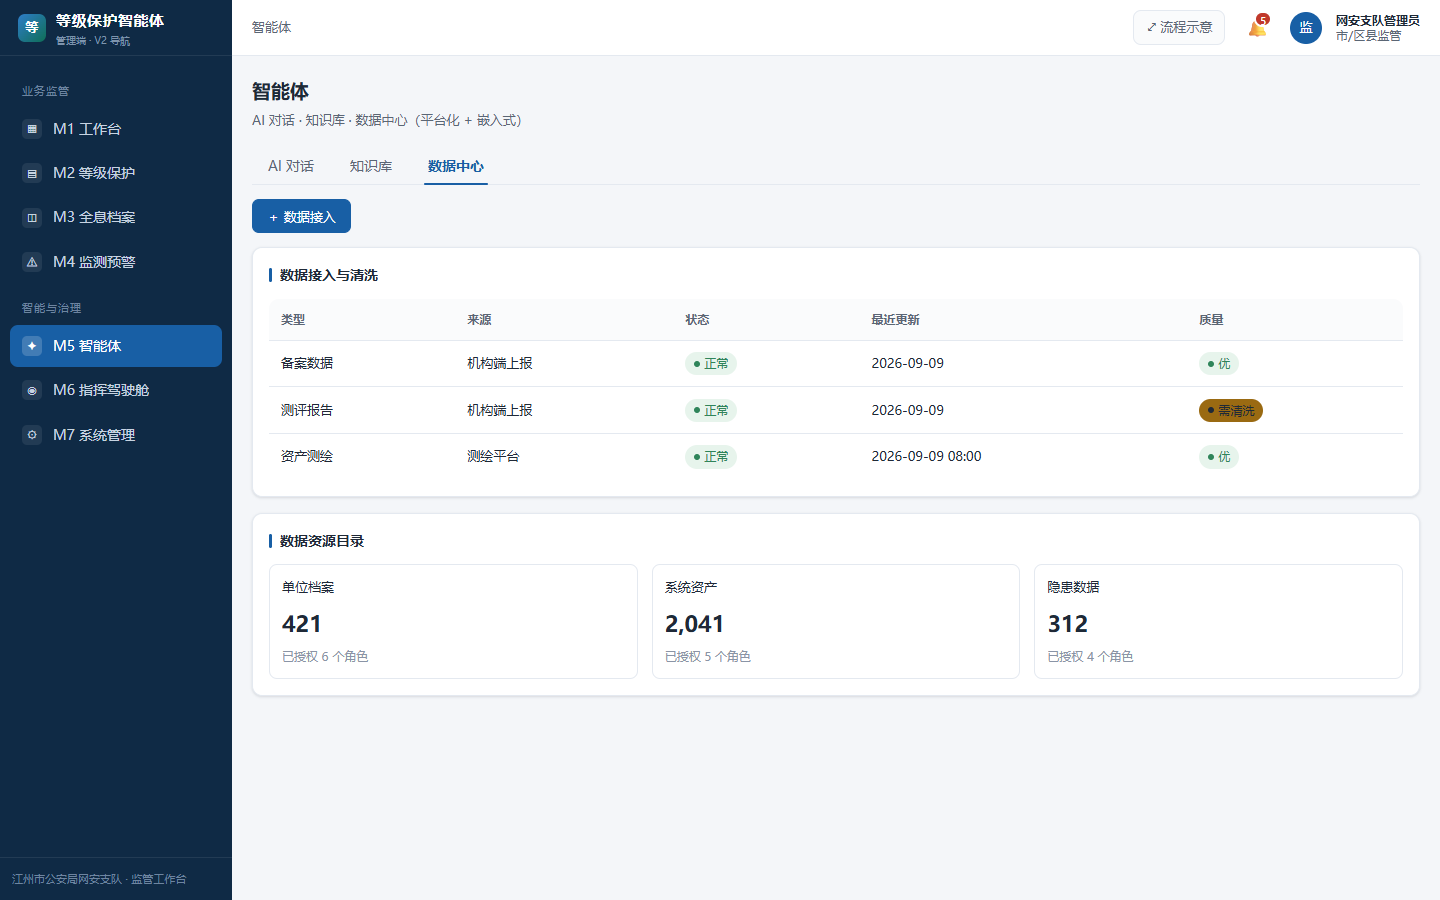 等 等级保护智能体
管理端 · V2 导航
业务监管
M1 工作台
M2 等级保护
M3 全息档案
M4 监测预警
智能与治理
M5 智能体
M6 指挥驾驶舱
M7 系统管理
江州市公安局网安支队 · 监管工作台
智能体
流程示意
5
监
网安支队管理员
市/区县监管
智能体
AI 对话 · 知识库 · 数据中心（平台化 + 嵌入式）
AI 对话 知识库 数据中心
+ 数据接入
数据接入与清洗
类型 来源 状态 最近更新 质量
备案数据 机构端上报 正常 2026-09-09 优
测评报告 机构端上报 正常 2026-09-09 需清洗
资产测绘 测绘平台 正常 2026-09-09 08:00 优
数据资源目录
单位档案
421
已授权 6 个角色
系统资产
2,041
已授权 5 个角色
隐患数据
312
已授权 4 个角色